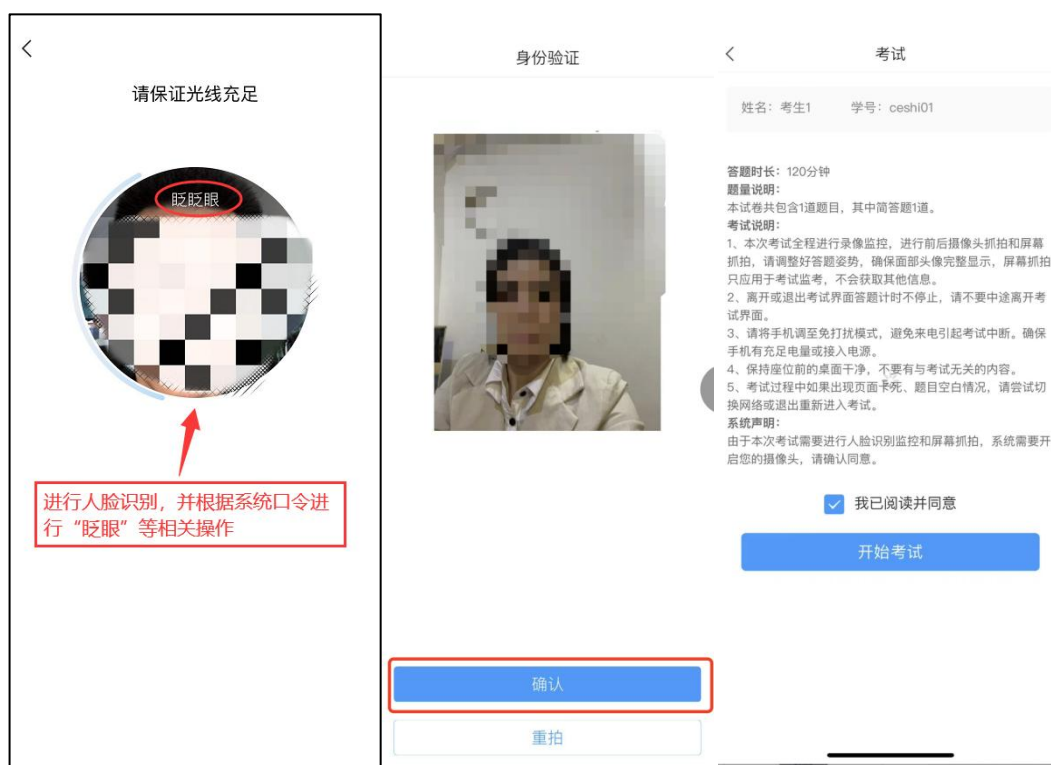 请保证光线充足
眨眨眼
进行人脸识别，并根据系统口令进
行“眨眼”等相关操作
身份验证
确认
重拍
考试
姓名：考生1 学号：ceshi01
答题时长：120分钟
题量说明：
本试卷共包含1道题目，其中简答题1道。
考试说明：
1、本次考试全程进行录像监控，进行前后摄像头抓拍和屏幕
抓拍，请调整好答题姿势，确保面部头像完整显示，屏幕抓拍
只应用于考试监考，不会获取其他信息。
2、离开或退出考试界面答题计时不停止，请不要中途离开考
试界面。
3、请将手机调至免打扰模式，避免来电引起考试中断。确保
手机有充足电量或接入电源。
4、保持座位前的桌面干净，不要有与考试无关的内容。
5、考试过程中如果出现页面卡死、题目空白情况，请尝试切
换网络或退出重新进入考试。
系统声明：
由于本次考试需要进行人脸识别监控和屏幕抓拍，系统需要开
启您的摄像头，请确认同意。
我已阅读并同意
开始考试